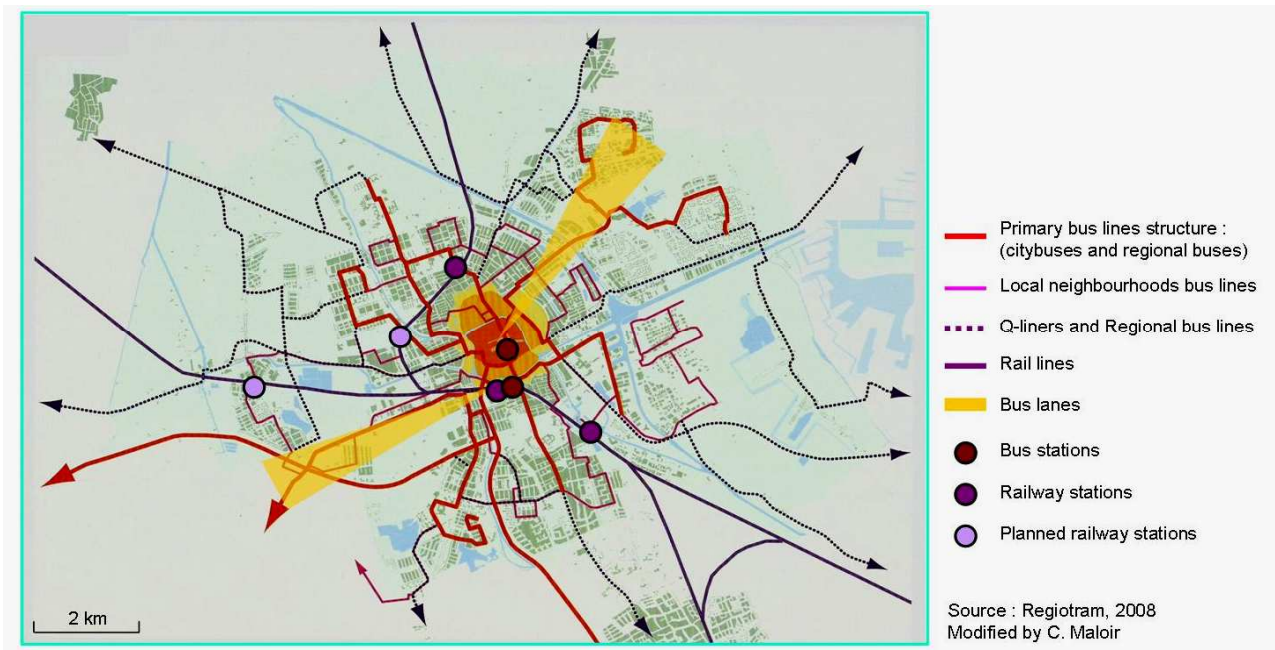 Primary bus lines structure :
(citybuses and regional buses)
Local neighbourhoods bus lines
Q-liners and Regional bus lines
Rail lines
Bus lanes
Bus stations
Railway stations
Planned railway stations
2 km
Source : Regiotram, 2008
Modified by C. Maloir